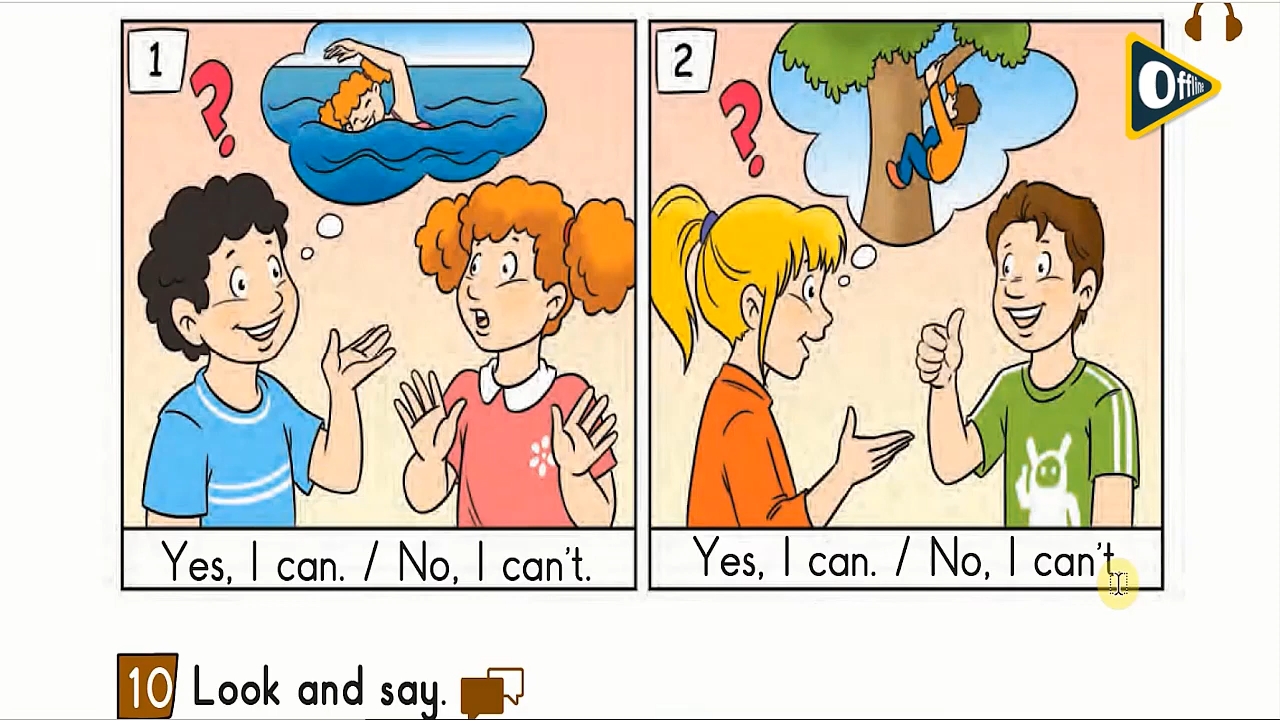 1
2
Offline
Yes, I can. / No, I can't.
Yes, I can. / No, I can't
10 Look and say.